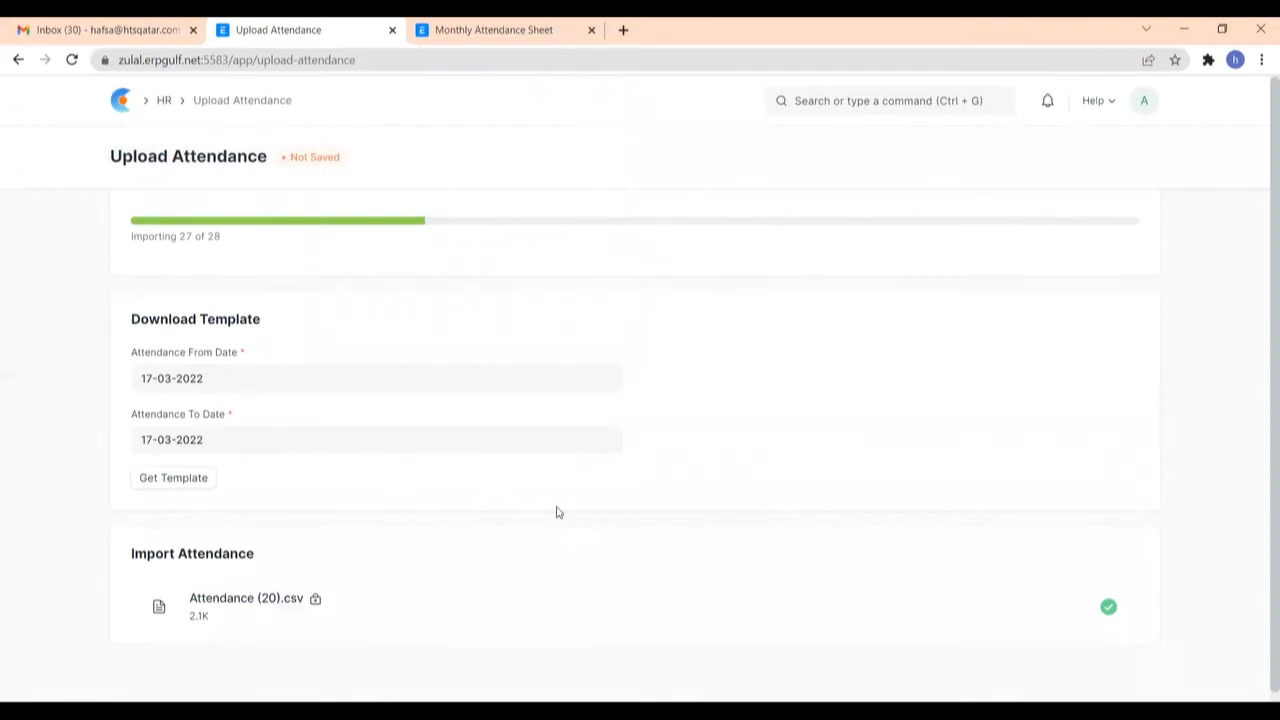 Inbox (30) - hafsa@htsqatar.com
Upload Attendance
Monthly Attendance Sheet
zulal.erpgulf.net:5583/app/upload-attendance
h
HR
Upload Attendance
Search or type a command (Ctrl + G)
Help
A
Upload Attendance
Not Saved
Importing 27 of 28
Download Template
Attendance From Date *
17-03-2022
Attendance To Date *
17-03-2022
Get Template
Import Attendance
Attendance (20).csv
2.1K